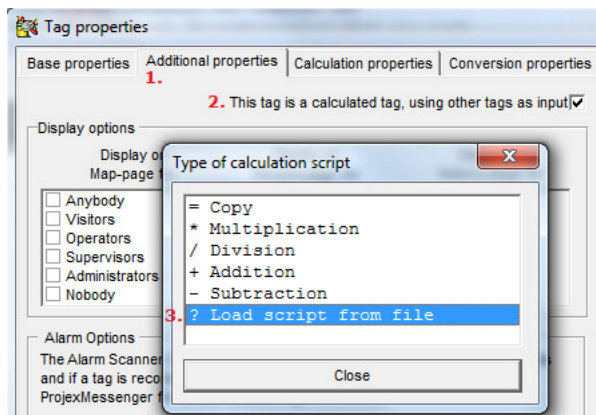 Tag properties
Base properties
Additional properties
Calculation properties
Conversion properties
1.
2. This tag is a calculated tag, using other tags as input
Display options
Display
Map-page
Anybody
Visitors
Operators
Supervisors
Administrators
Nobody
Type of calculation script
= Copy
* Multiplication
/ Division
+ Addition
- Subtraction
3. ? Load script from file
Close
Alarm Options
The Alarm Scanner
and if a tag is
ProjexMessenger